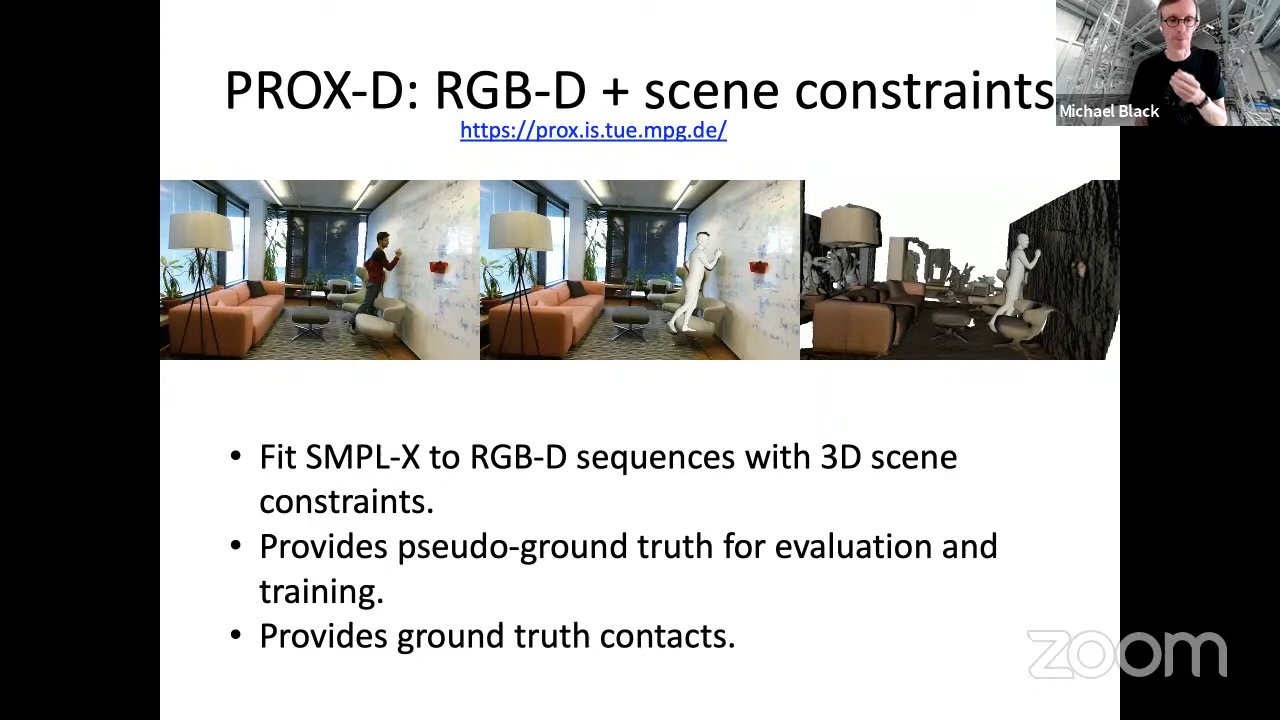 PROX-D: RGB-D + scene constraints
https://prox.is.tue.mpg.de/
Michael Black
• Fit SMPL-X to RGB-D sequences with 3D scene
constraints.
• Provides pseudo-ground truth for evaluation and
training.
• Provides ground truth contacts.
zoom